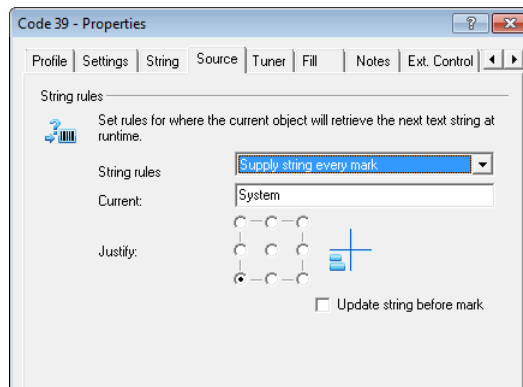 Code 39 - Properties
Profile Settings String Source Tuner Fill Notes Ext. Control
String rules
Set rules for where the current object will retrieve the next text string at
runtime.
String rules Supply string every mark
Current: System
Justify:
Update string before mark